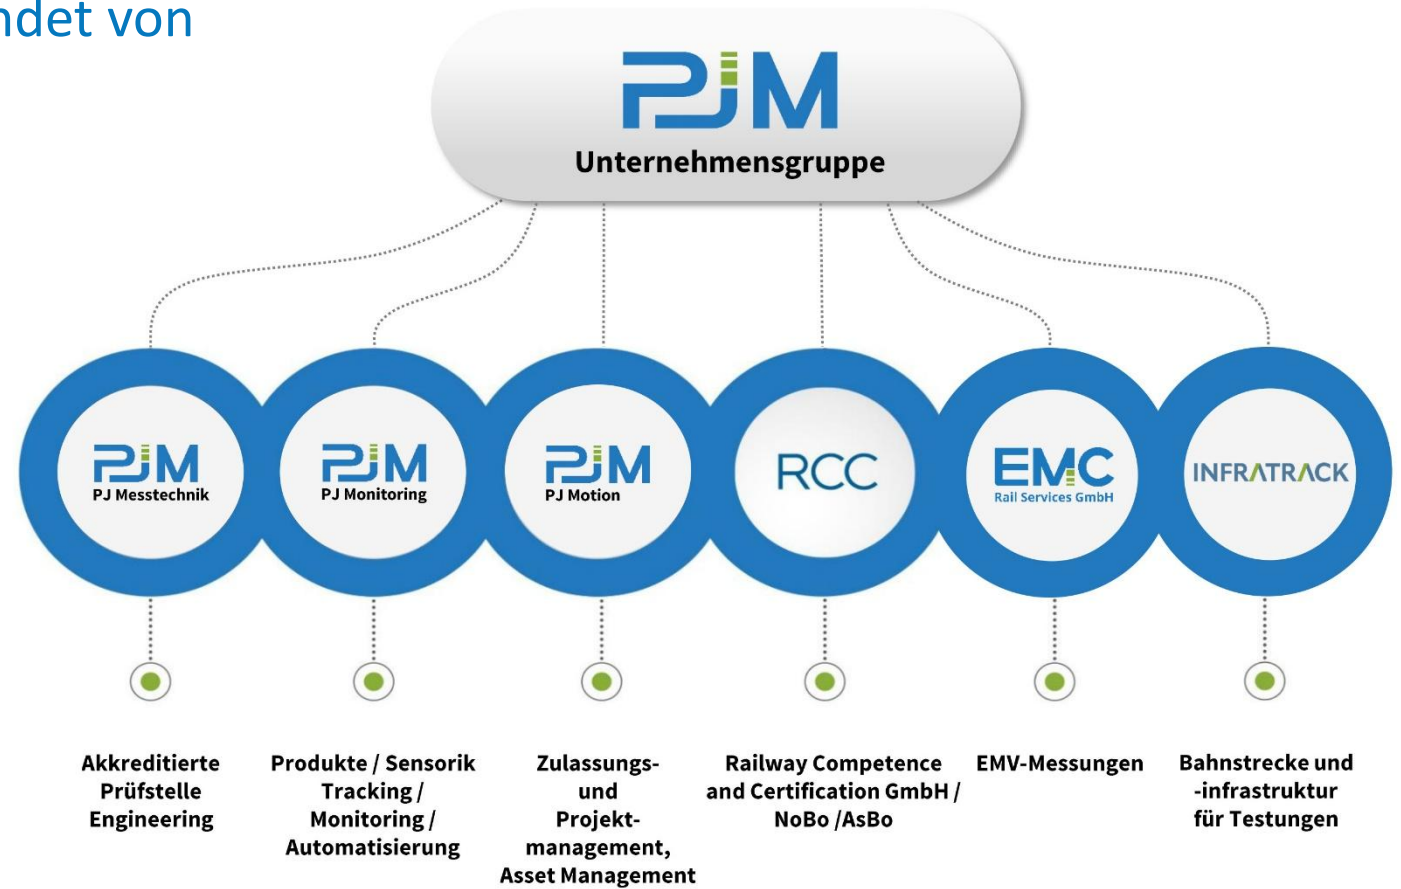 ndet von
PJM
Unternehmensgruppe
PJM
PJ Messtechnik
PJM
PJ Monitoring
PJM
PJ Motion
RCC
EMC
Rail Services GmbH
INFRATRACK
Akkreditierte
Prüfstelle
Engineering
Produkte / Sensorik
Tracking /
Monitoring /
Automatisierung
Zulassungs-
und
Projekt-
management,
Asset Management
Railway Competence
and Certification GmbH /
NoBo /AsBo
EMV-Messungen
Bahnstrecke und
-infrastruktur
für Testungen